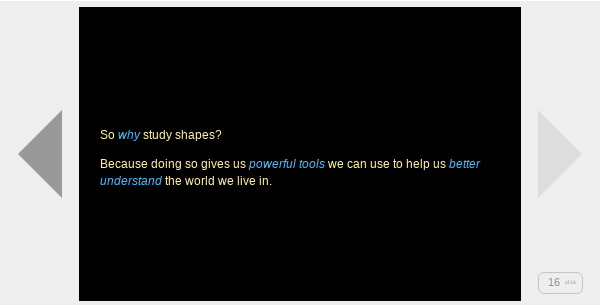 So why study shapes?
Because doing so gives us powerful tools we can use to help us better
understand the world we live in.
16 of 16